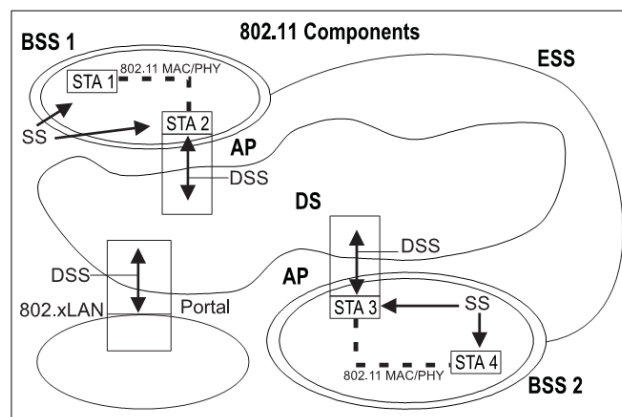 802.11 Components
BSS 1
ESS
802.11 MAC/PHY
STA 1
STA 2
SS
AP
DSS
DS
DSS
AP
DSS
802.xLAN
Portal
STA 3
SS
STA 4
802.11 MAC/PHY
BSS 2